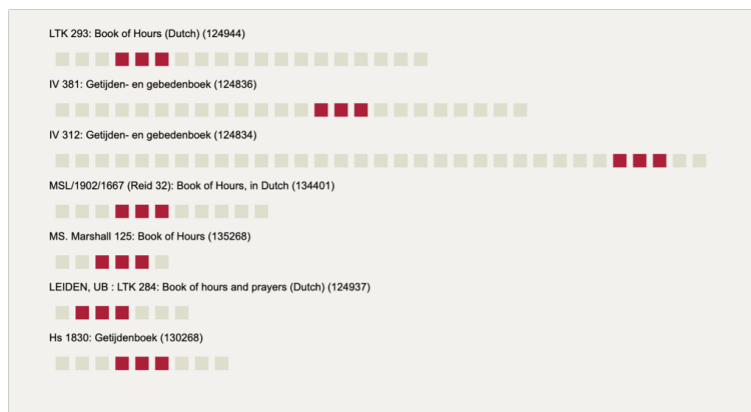 LTK 293: Book of Hours (Dutch) (124944)
IV 381: Getijden- en gebedenboek (124836)
IV 312: Getijden- en gebedenboek (124834)
MSL/1902/1667 (Reid 32): Book of Hours, in Dutch (134401)
MS. Marshall 125: Book of Hours (135268)
LEIDEN, UB : LTK 284: Book of hours and prayers (Dutch) (124937)
Hs 1830: Getijdenboek (130268)